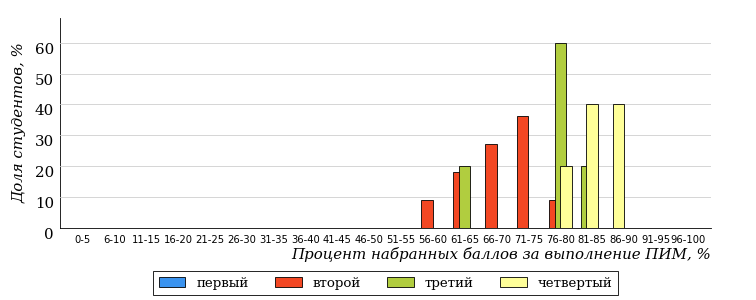 Доля студентов, %
60
50
40
30
20
10
0
0-5 6-10 11-15 16-20 21-25 26-30 31-35 36-40 41-45 46-50 51-55 56-60 61-65 66-70 71-75 76-80 81-85 86-90 91-95 96-100
Процент набранных баллов за выполнение ПИМ, %
первый второй третий четвертый